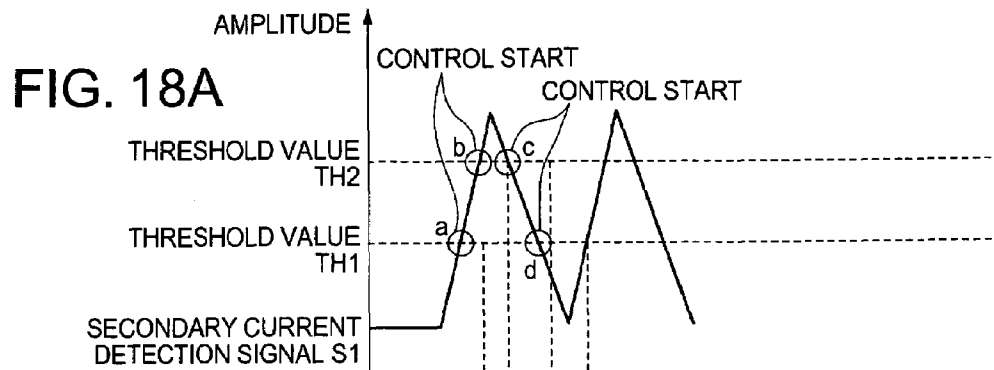 AMPLITUDE
CONTROL START
FIG. 18A
CONTROL START
THRESHOLD VALUE
TH2
b
c
THRESHOLD VALUE
TH1
a
d
SECONDARY CURRENT
DETECTION SIGNAL S1